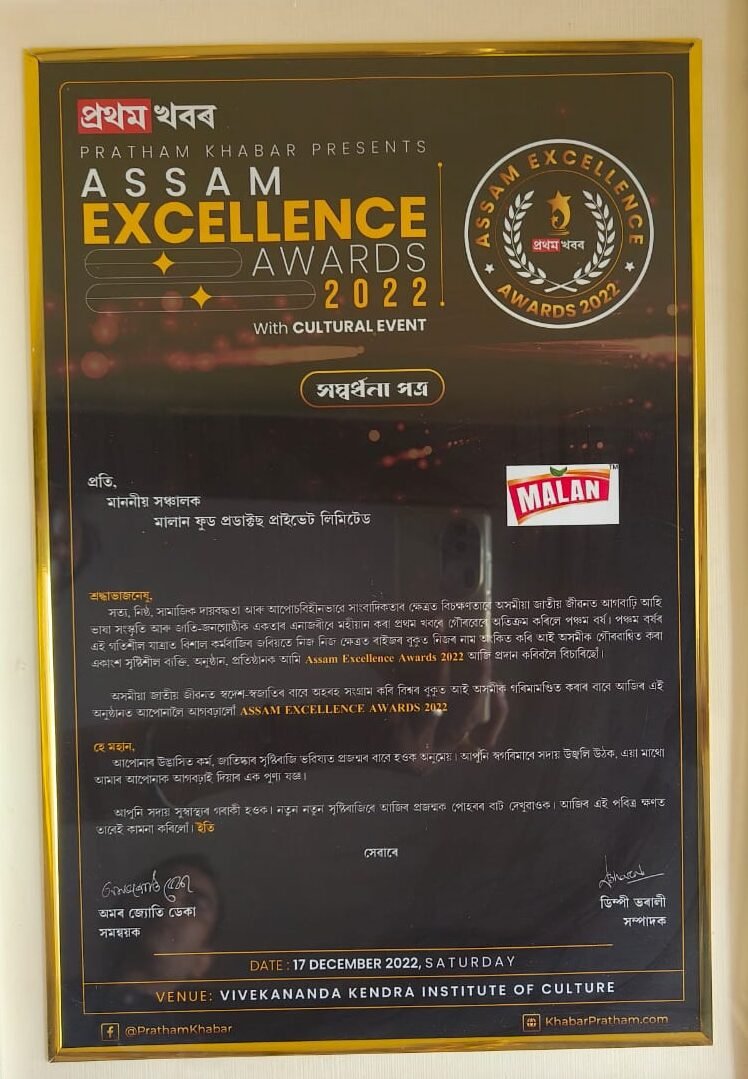 প্ৰথম খবৰ
PRATHAM KHABAR PRESENTS
ASSAM
EXCELLENCE
AWARDS
2022
With CULTURAL EVENT
ASSAM EXCELLENCE
প্ৰথম খবৰ
AWARDS 2022
সম্বৰ্ধনা পত্ৰ
প্ৰতি,
মাননীয় সঞ্চালক
মালান ফুড প্ৰডাক্টছ প্ৰাইভেট লিমিটেড
MALAN TM
শ্ৰদ্ধাভাজনেষু,
সত্য, নিষ্ঠ, সামাজিক দায়বদ্ধতা আৰু আপোচবিহীনভাৱে সাংবাদিকতাৰ ক্ষেত্ৰত বিচক্ষণতাৰে অসমীয়া জাতীয় জীৱনত আগবাঢ়ি আহি
ভাষা সংস্কৃতি আৰু জাতি-জনগোষ্ঠীক একতাৰ এনাজৰীৰে মহীয়ান কৰা প্ৰথম খবৰে গৌৰৱেৰে অতিক্ৰম কৰিলে পঞ্চম বৰ্ষ। পঞ্চম বৰ্ষৰ
এই গতিশীল যাত্ৰাত বিশাল কৰ্মৰাজিৰ জৰিয়তে নিজ নিজ ক্ষেত্ৰত ৰাইজৰ বুকুত নিজৰ নাম অংকিত কৰি আই অসমীক গৌৰৱান্বিত কৰা
একাংশ সৃষ্টিশীল ব্যক্তি, অনুষ্ঠান, প্ৰতিষ্ঠানক আমি Assam Excellence Awards 2022 আজি প্ৰদান কৰিবলৈ বিচাৰিছোঁ।
অসমীয়া জাতীয় জীৱনত স্বদেশ-স্বজাতিৰ বাবে অহৰহ সংগ্ৰাম কৰি বিশ্বৰ বুকুত আই অসমীক গৰিমামণ্ডিত কৰাৰ বাবে আজিৰ এই
অনুষ্ঠানত আপোনালৈ আগবঢ়ালোঁ ASSAM EXCELLENCE AWARDS 2022
হে মহান,
আপোনাৰ উদ্ভাসিত কৰ্ম, জাতিষ্কাৰ সৃষ্টিৰাজি ভবিষ্যত প্ৰজন্মৰ বাবে হওক অনুমেয়। আপুনি স্বগৰিমাৰে সদায় উজ্বলি উঠক, এয়া মাথো
আমাৰ আপোনাক আগবঢ়াই দিয়াৰ এক পুণ্য যজ্ঞ।
আপুনি সদায় সুস্বাস্থ্যৰ গৰাকী হওক। নতুন নতুন সৃষ্টিৰাজিৰে আজিৰ প্ৰজন্মক পোহৰৰ বাট দেখুৱাওক। আজিৰ এই পবিত্ৰ ক্ষণত
তাৰেই কামনা কৰিলোঁ। ইতি
সেৱাৰে
অমৰ জ্যোতি ডেকা
সমন্বয়ক
ডিম্পী ভৰালী
সম্পাদক
DATE : 17 DECEMBER 2022, SATURDAY
VENUE: VIVEKANANDA KENDRA INSTITUTE OF CULTURE
@PrathamKhabar
KhabarPratham.com